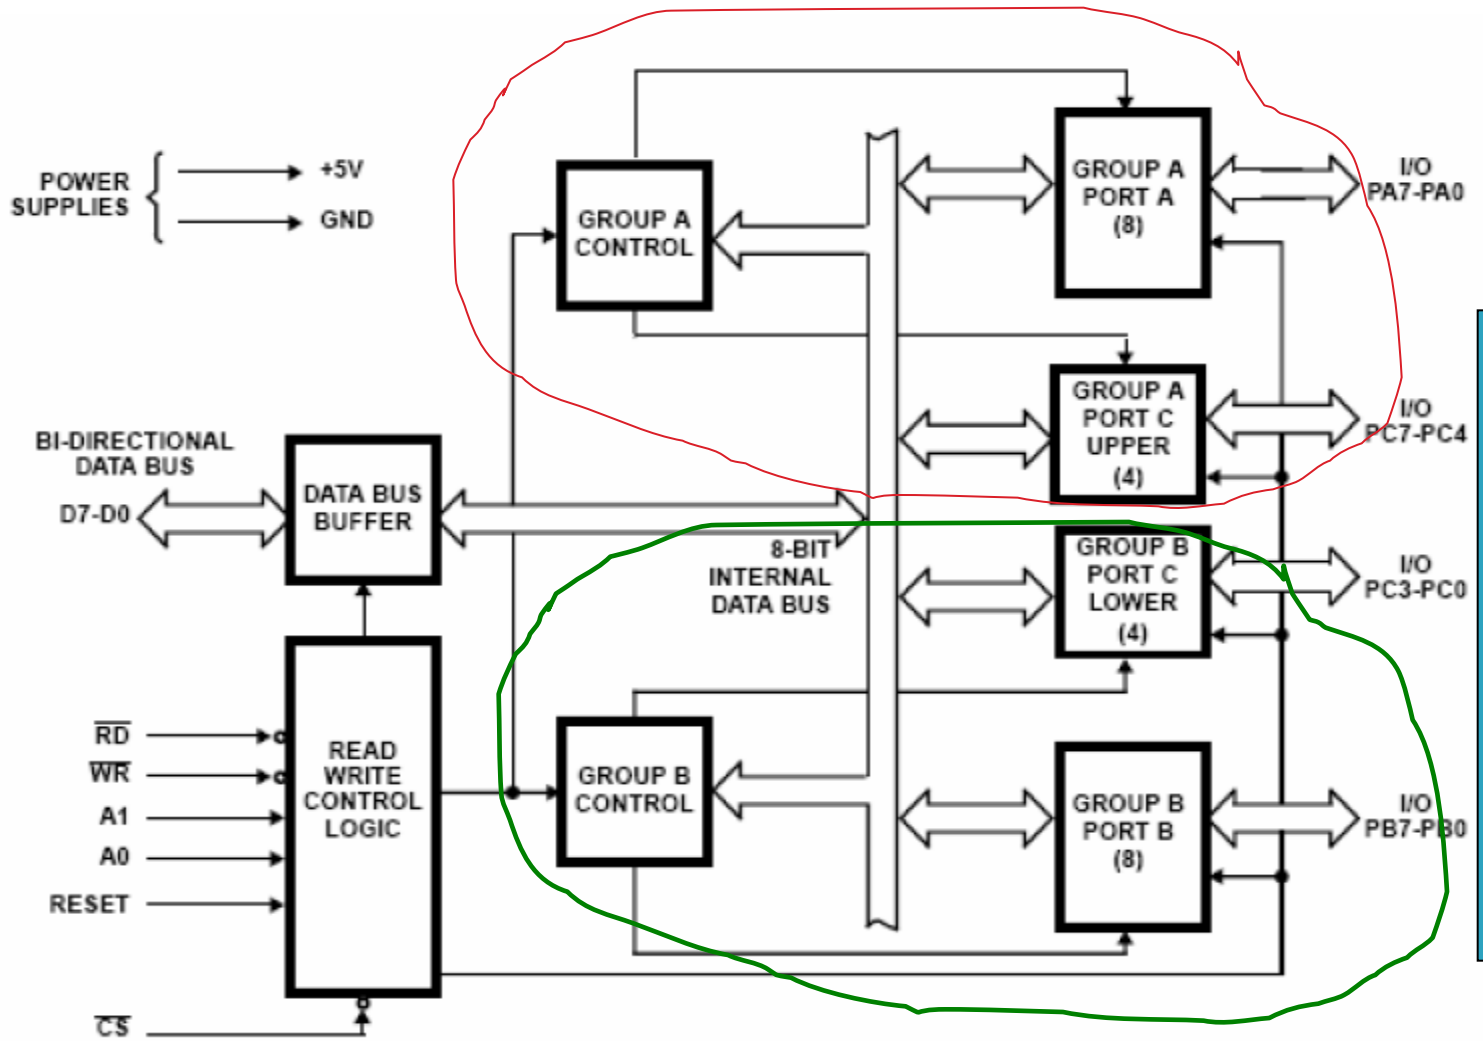 POWER
SUPPLIES
+5V
GND
GROUP A
CONTROL
GROUP A
PORT A
(8)
I/O
PA7-PA0
GROUP A
PORT C
UPPER
(4)
I/O
PC7-PC4
BI-DIRECTIONAL
DATA BUS
D7-D0
DATA BUS
BUFFER
8-BIT
INTERNAL
DATA BUS
GROUP B
PORT C
LOWER
(4)
I/O
PC3-PC0
RD
WR
A1
A0
RESET
CS
READ
WRITE
CONTROL
LOGIC
GROUP B
CONTROL
GROUP B
PORT B
(8)
I/O
PB7-PB0